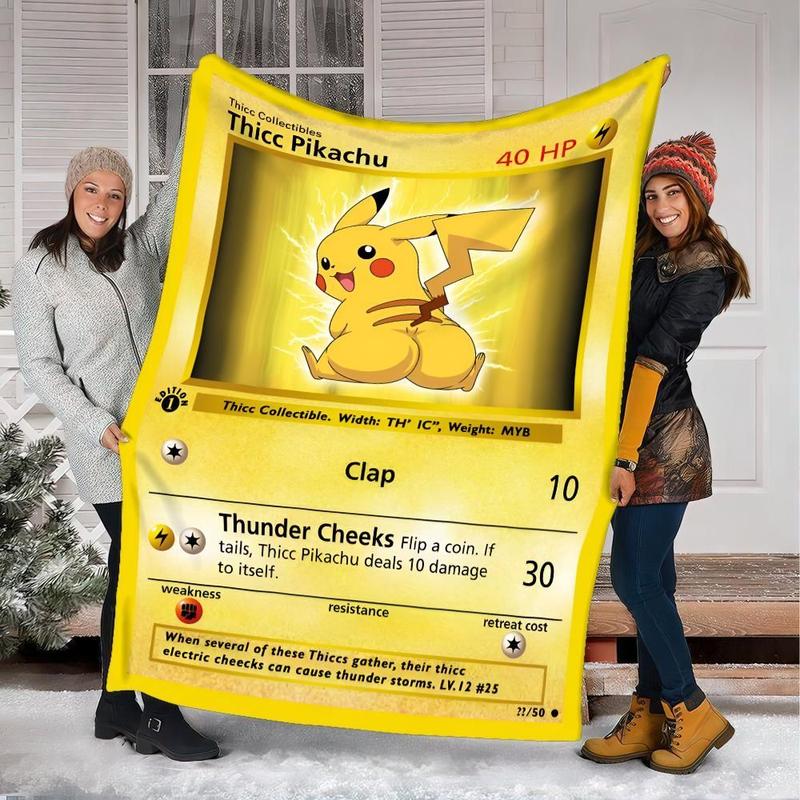 Thicc Collectibles
Thicc Pikachu
40 HP
EDITION
1
Thicc Collectible. Width: TH' IC", Weight: MYB
Clap
10
Thunder Cheeks Flip a coin. If
tails, Thicc Pikachu deals 10 damage
to itself.
30
weakness
resistance
retreat cost
When several of these Thiccs gather, their thicc
electric cheecks can cause thunder storms. LV.12 #25
??/50